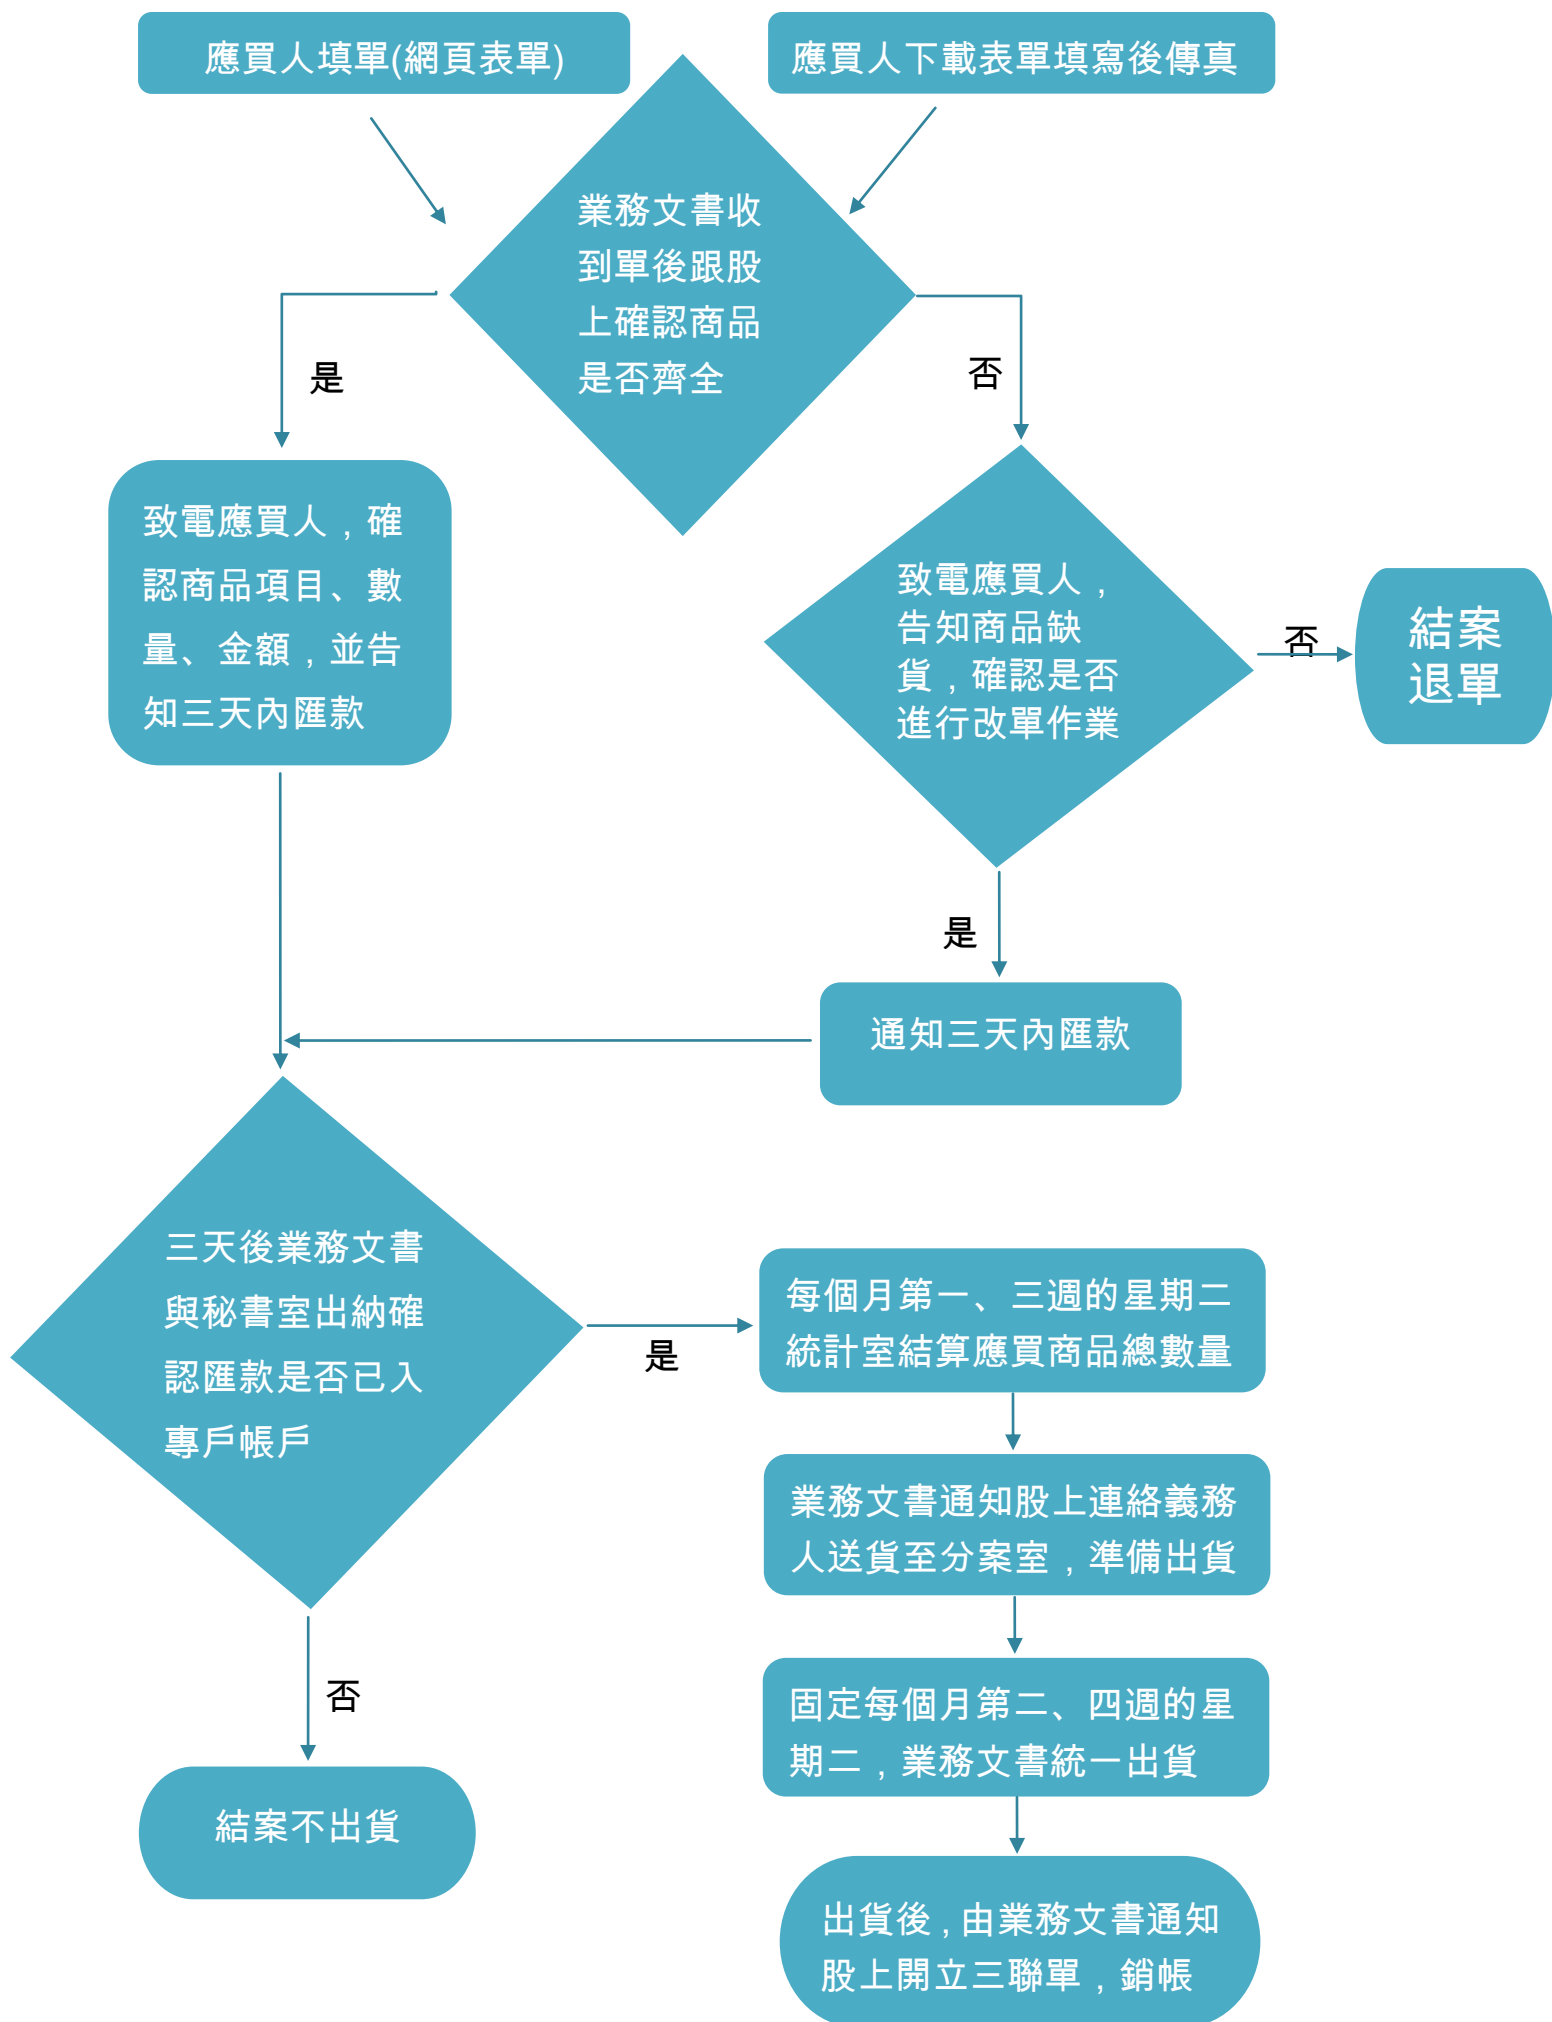 應買人填單(網頁表單)
應買人下載表單填寫後傳真
業務文書收
到單後跟股
上確認商品
是否齊全
是
否
致電應買人，確
認商品項目、數
量、金額，並告
知三天內匯款
致電應買人，
告知商品缺
貨，確認是否
進行改單作業
否
結案
退單
是
通知三天內匯款
三天後業務文書
與秘書室出納確
認匯款是否已入
專戶帳戶
是
每個月第一、三週的星期二
統計室結算應買商品總數量
業務文書通知股上連絡義務
人送貨至分案室，準備出貨
固定每個月第二、四週的星
期二，業務文書統一出貨
否
結案不出貨
出貨後，由業務文書通知
股上開立三聯單，銷帳